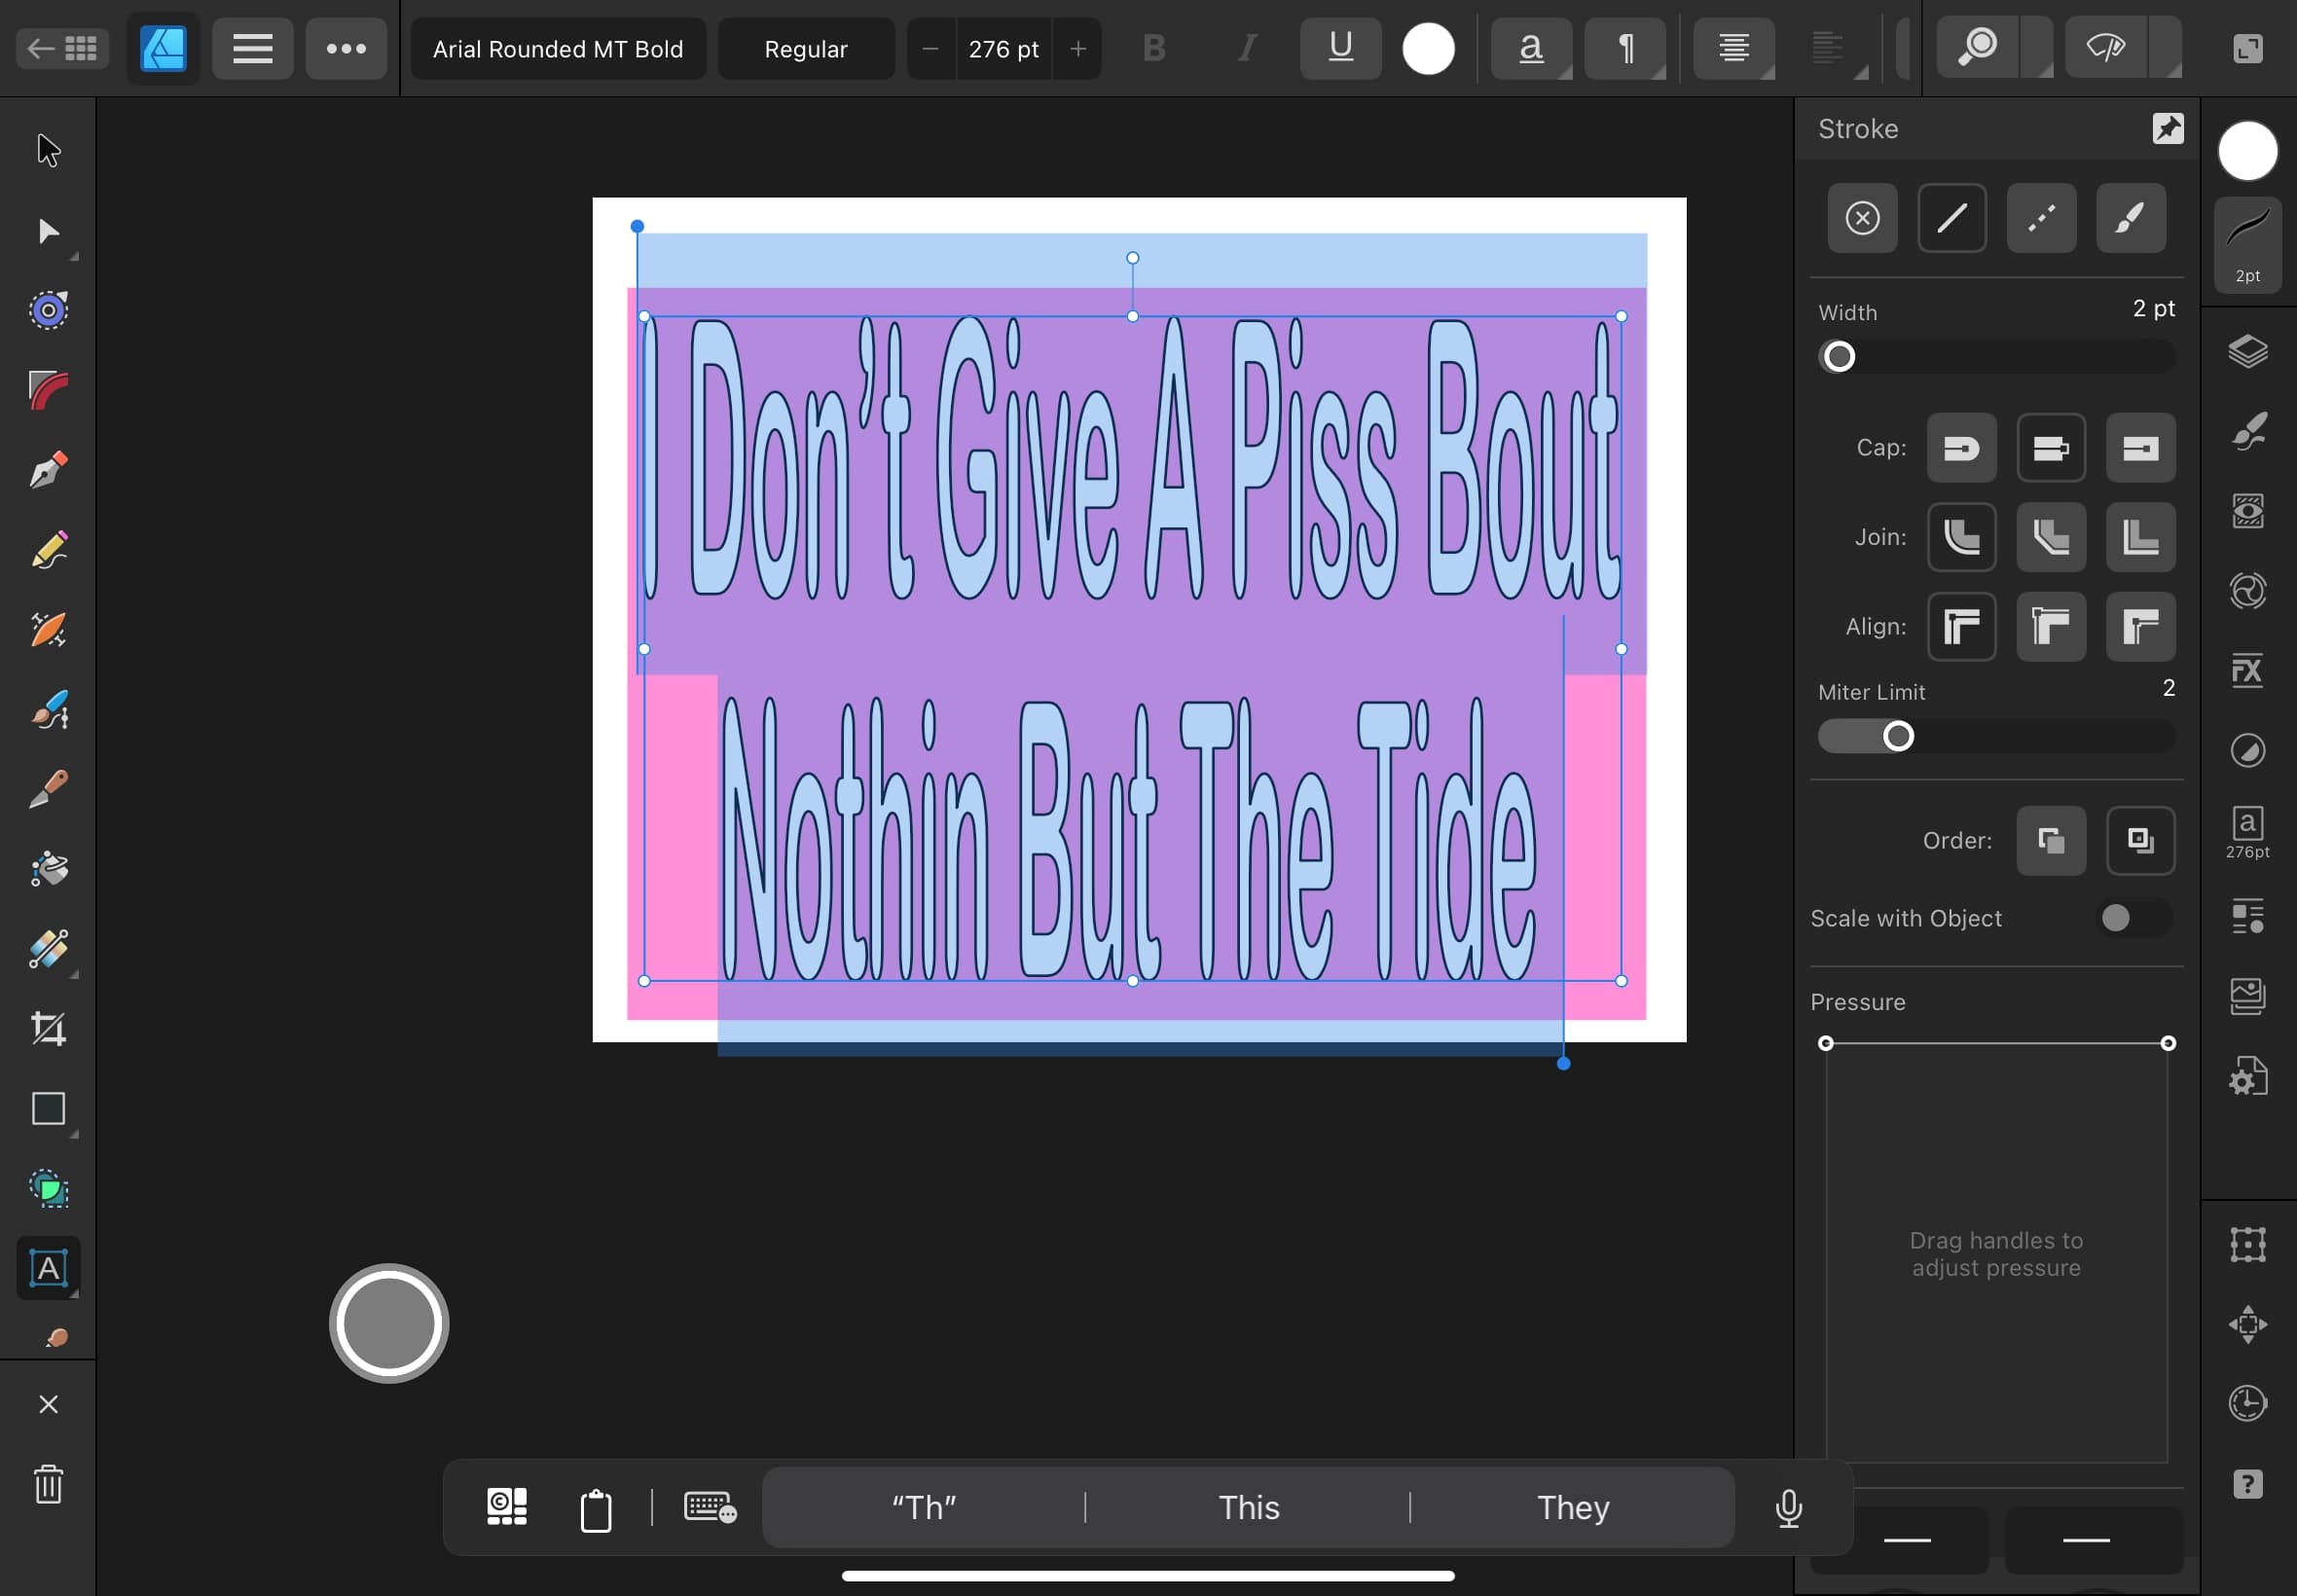 Arial Rounded MT Bold
Regular
276 pt
B
I
U
a
¶
Stroke
2pt
Width
2 pt
Cap:
Join:
Align:
Miter Limit
2
Order:
Scale with Object
Pressure
Drag handles to
adjust pressure
FX
a
276pt
?
I Don’t Give A Piss Bout
Nothin But The Tide
A
“Th”
This
They